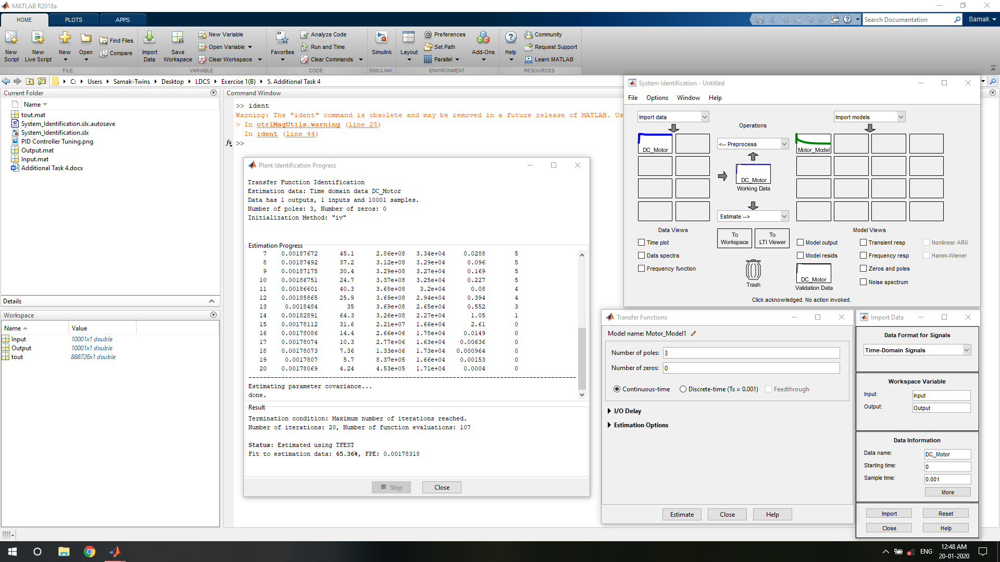 MATLAB R2018a
HOME PLOTS APPS
Search Documentation Samak
New Script
New Live Script
New
Open
Find Files
Compare
Import Data
Save Workspace
New Variable
Open Variable
Clear Workspace
Favorites
Analyze Code
Run and Time
Clear Commands
Simulink
Layout
Preferences
Set Path
Parallel
Add-Ons
Help
Community
Request Support
Learn MATLAB
FILE VARIABLE CODE SIMULINK ENVIRONMENT RESOURCES
C: Users Samak-Twins Desktop LDCS Exercise 1(B) 5. Additional Task 4
Current Folder
Name
tout.mat
System_Identification.slx.autosave
System_Identification.slx
PID Controller Tuning.png
Output.mat
Input.mat
Additional Task 4.docx
Details
Workspace
Name Value
Input 10001x1 double
Output 10001x1 double
tout 888726x1 double
Command Window
>> ident
Warning: The "ident" command is obsolete and may be removed in a future release of MATLAB. Us
> In ctrlMsgUtils.warning (line 25)
In ident (line 44)
fx >>
Plant Identification Progress
Transfer Function Identification
Estimation data: Time domain data DC_Motor
Data has 1 outputs, 1 inputs and 10001 samples.
Number of poles: 3, Number of zeros: 0
Initialization Method: "iv"
Estimation Progress
7 0.00187672 45.1 2.86e+08 3.34e+04 0.0288 5
8 0.00187492 37.2 3.12e+08 3.29e+04 0.096 5
9 0.00187175 30.4 3.29e+08 3.27e+04 0.169 5
10 0.00186751 24.7 3.37e+08 3.25e+04 0.227 5
11 0.00186601 40.3 3.68e+08 3.2e+04 0.08 4
12 0.00185865 25.9 3.69e+08 2.94e+04 0.394 4
13 0.0018484 35 3.69e+08 2.65e+04 0.552 3
14 0.00182891 64.3 3.26e+08 2.27e+04 1.05 1
15 0.00178112 31.6 2.21e+07 1.66e+04 2.61 0
16 0.00178086 14.4 2.66e+06 1.78e+04 0.0149 0
17 0.00178074 10.3 2.77e+06 1.63e+04 0.00636 0
18 0.00178073 7.36 1.33e+06 1.73e+04 0.000964 0
19 0.0017807 5.7 8.37e+05 1.66e+04 0.00153 0
20 0.00178069 4.24 4.53e+05 1.71e+04 0.0004 0
Estimating parameter covariance...
done.
Result
Termination condition: Maximum number of iterations reached.
Number of iterations: 20, Number of function evaluations: 107
Status: Estimated using TFEST
Fit to estimation data: 65.36%, FPE: 0.00178318
Stop Close
System Identification - Untitled
File Options Window Help
Import data
Operations
Import models
DC_Motor
<-- Preprocess
Motor_Model
DC_Motor
Working Data
Estimate -->
Data Views
Time plot
Data spectra
Frequency function
To Workspace
To LTI Viewer
Trash
Model Views
Model output
Model resids
Transient resp
Frequency resp
Zeros and poles
Noise spectrum
Nonlinear ARX
Hamm-Wiener
DC_Motor
Validation Data
Click acknowledged. No action invoked.
Transfer Functions
Model name: Motor_Model1
Number of poles: 3
Number of zeros: 0
Continuous-time Discrete-time (Ts = 0.001) Feedthrough
I/O Delay
Estimation Options
Estimate Close Help
Import Data
Data Format for Signals
Time-Domain Signals
Workspace Variable
Input: Input
Output: Output
Data Information
Data name: DC_Motor
Starting time: 0
Sample time: 0.001
More
Import Reset
Close Help
ENG
12:48 AM
20-01-2020